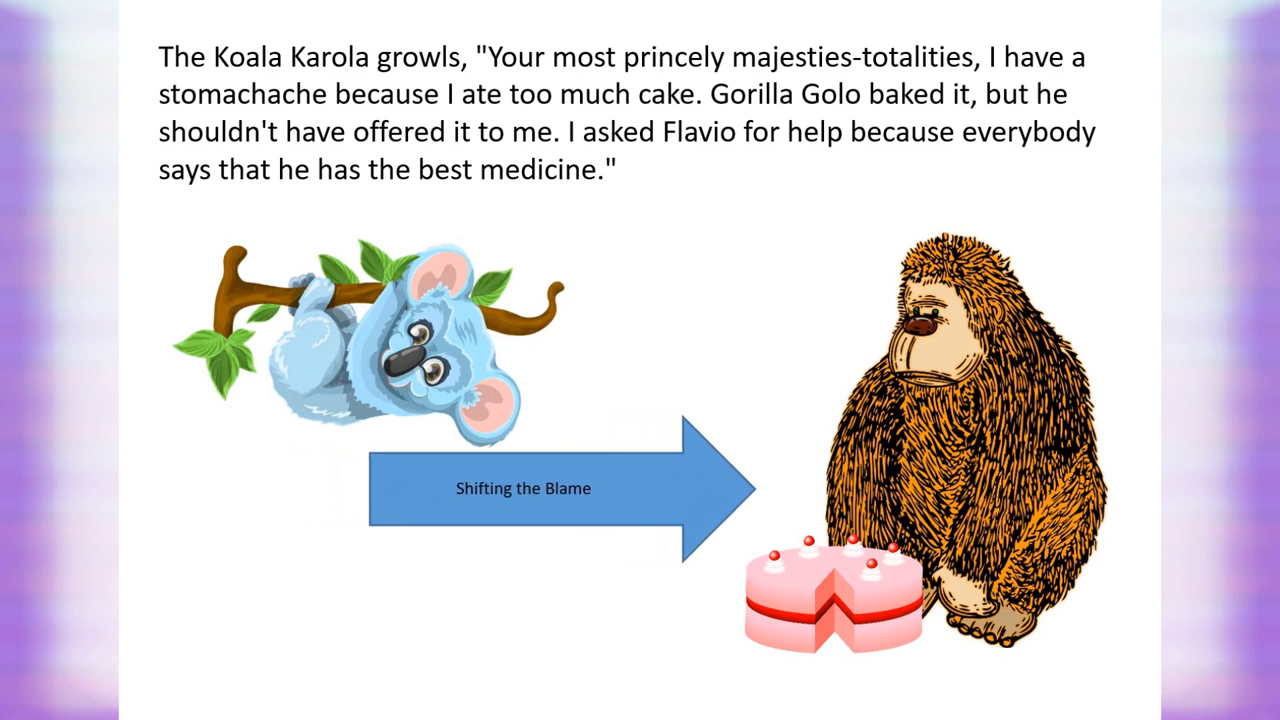 The Koala Karola growls, "Your most princely majesties-totalities, I have a
stomachache because I ate too much cake. Gorilla Golo baked it, but he
shouldn't have offered it to me. I asked Flavio for help because everybody
says that he has the best medicine."
Shifting the Blame